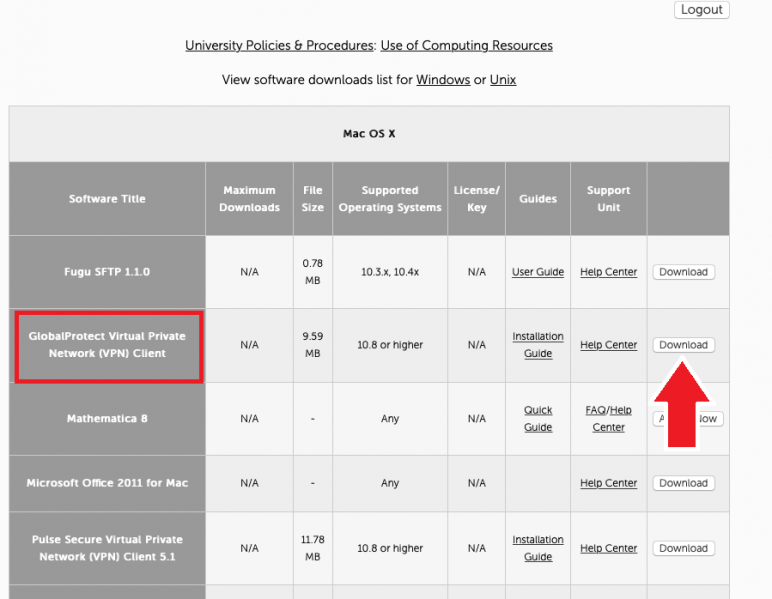 Logout
University Policies & Procedures: Use of Computing Resources
View software downloads list for Windows or Unix
Mac OS X
Software Title
Maximum
Downloads
File
Size
Supported
Operating Systems
License/
Key
Guides
Support
Unit
Fugu SFTP 1.1.0
N/A
0.78
MB
10.3.x, 10.4x
N/A
User Guide
Help Center
Download
GlobalProtect Virtual Private
Network (VPN) Client
N/A
9.59
MB
10.8 or higher
N/A
Installation
Guide
Help Center
Download
Mathematica 8
N/A
-
Any
N/A
Quick
Guide
FAQ/Help
Center
Microsoft Office 2011 for Mac
N/A
-
Any
N/A
Help Center
Download
Pulse Secure Virtual Private
Network (VPN) Client 5.1
N/A
11.78
MB
10.8 or higher
N/A
Installation
Guide
Help Center
Download